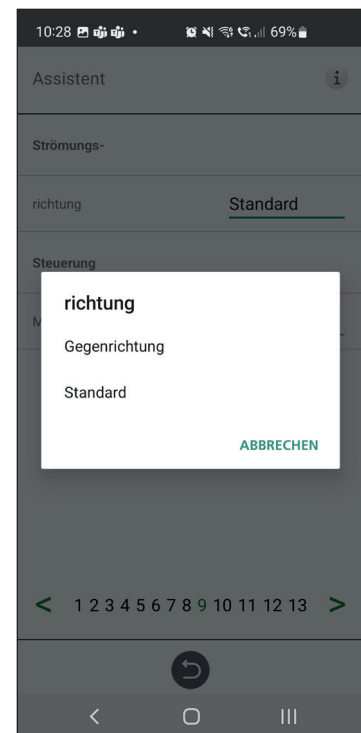 10:28 69%
Assistent i
Strömungs-
richtung Standard
Steuerung
M
richtung
Gegenrichtung
Standard
ABBRECHEN
< 1 2 3 4 5 6 7 8 9 10 11 12 13 >